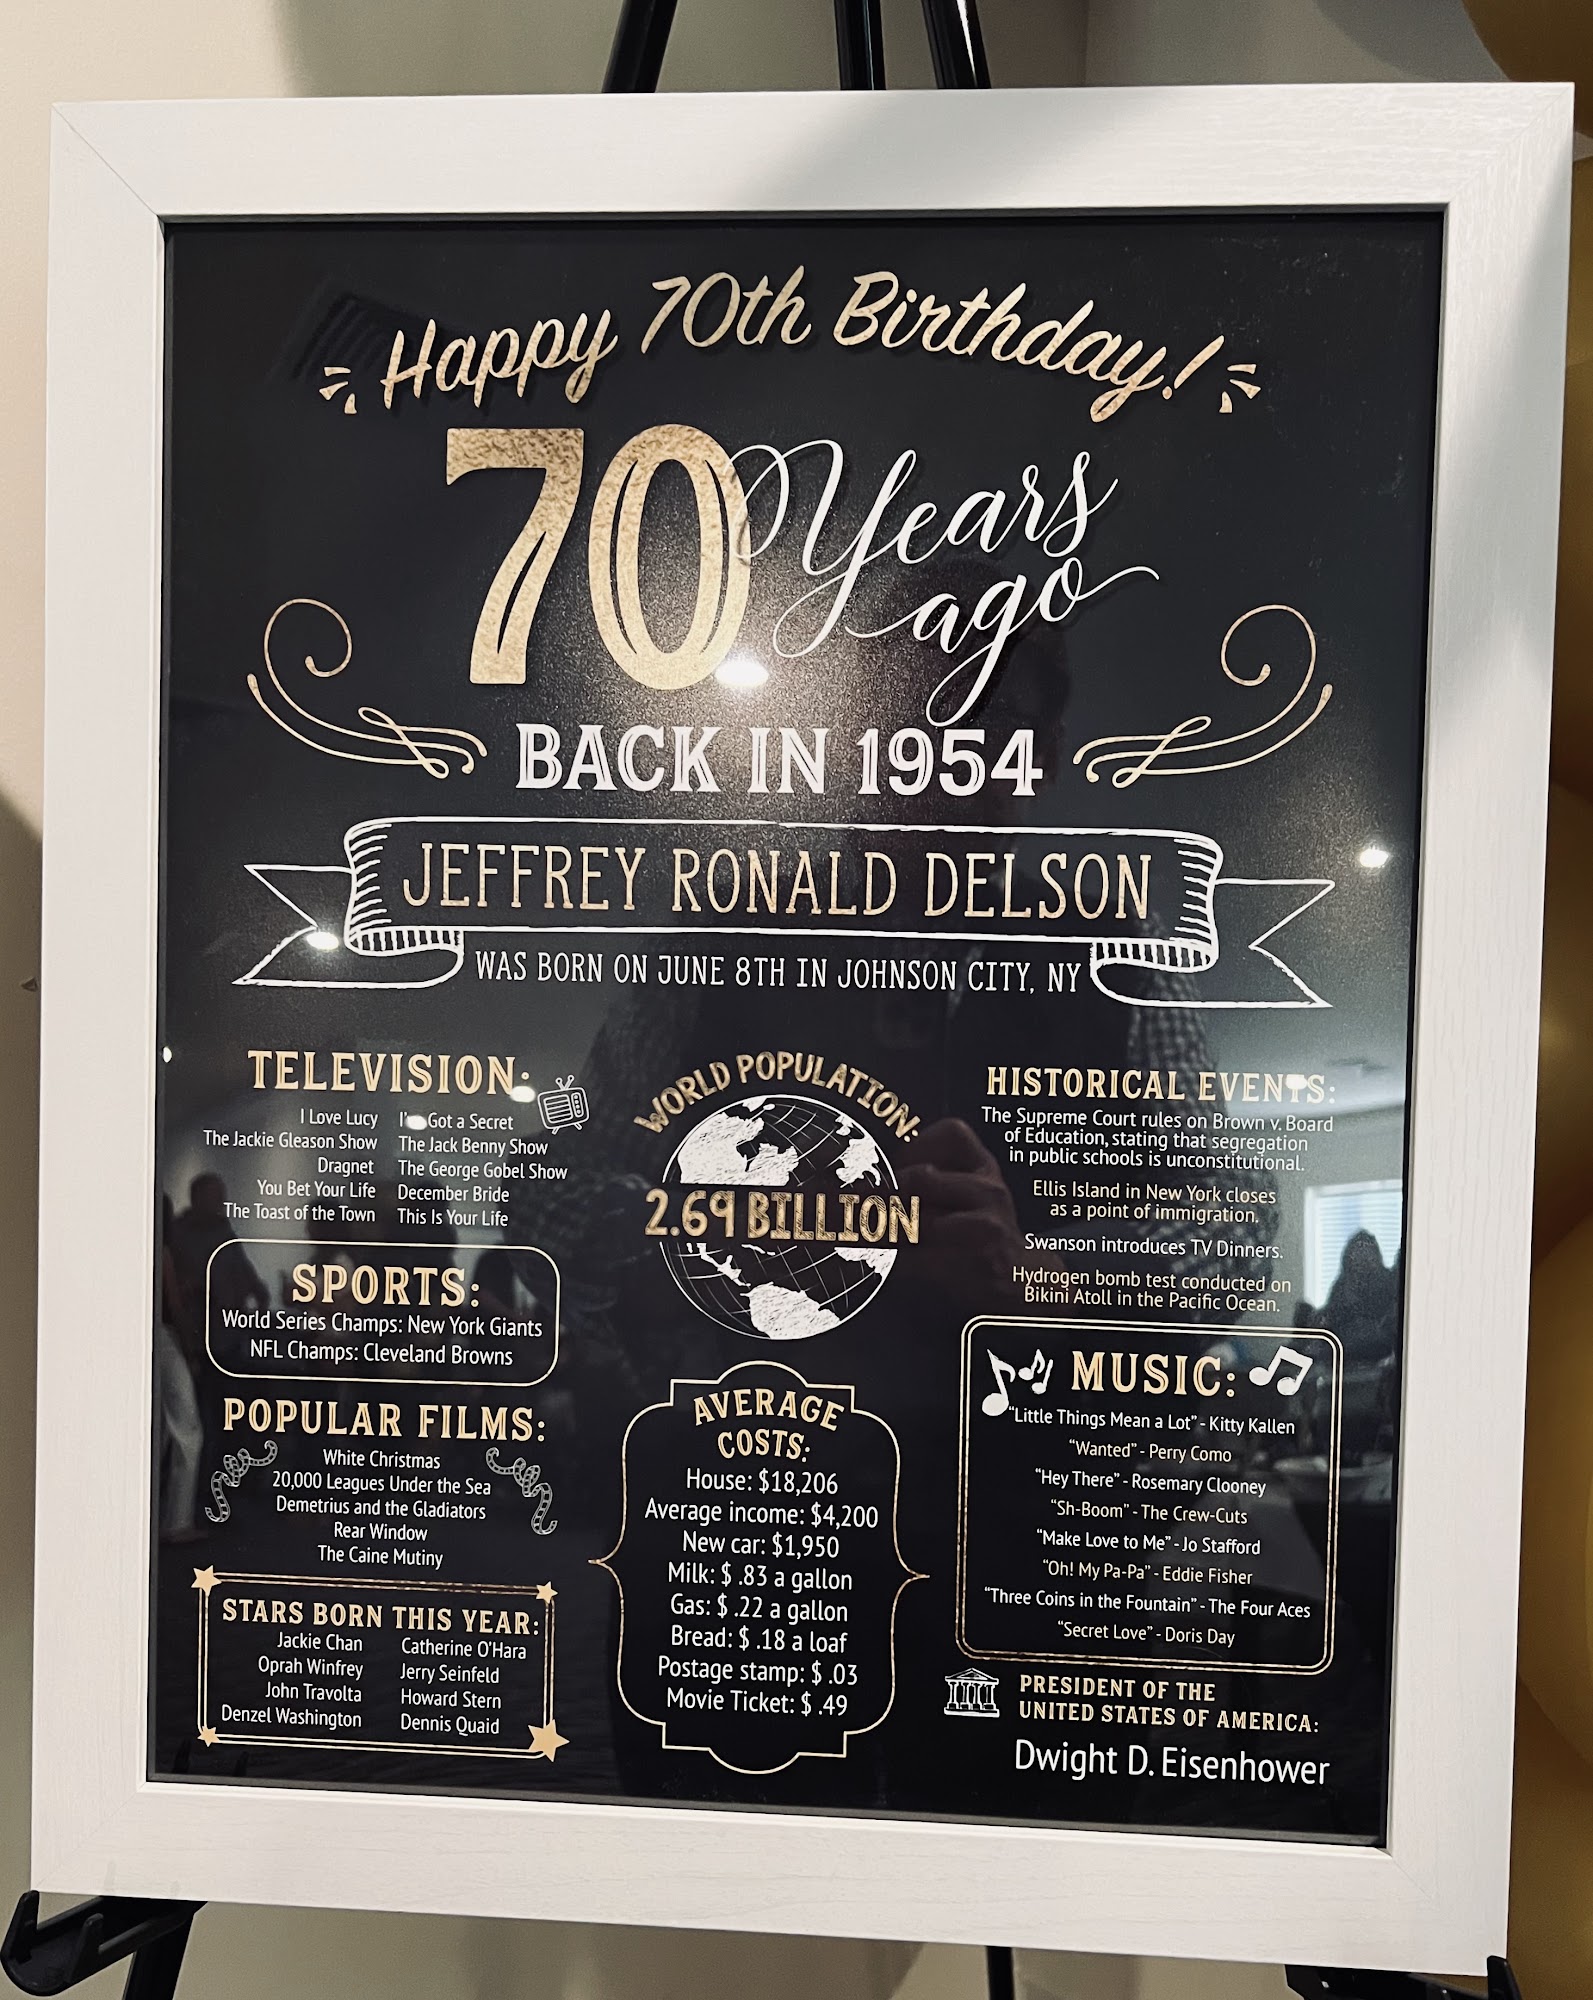 Happy 70th Birthday!
70 Years ago
BACK IN 1954
JEFFREY RONALD DELSON
WAS BORN ON JUNE 8TH IN JOHNSON CITY, NY
TELEVISION:
I Love Lucy
The Jackie Gleason Show
Dragnet
You Bet Your Life
The Toast of the Town
Got a Secret
The Jack Benny Show
The George Gobel Show
December Bride
This Is Your Life
SPORTS:
World Series Champs: New York Giants
NFL Champs: Cleveland Browns
POPULAR FILMS:
White Christmas
20,000 Leagues Under the Sea
Demetrius and the Gladiators
Rear Window
The Caine Mutiny
STARS BORN THIS YEAR:
Jackie Chan
Oprah Winfrey
John Travolta
Denzel Washington
Catherine O'Hara
Jerry Seinfeld
Howard Stern
Dennis Quaid
WORLD POPULATION:
2.69 BILLION
AVERAGE
COSTS:
House: $18,206
Average income: $4,200
New car: $1,950
Milk: $ .83 a gallon
Gas: $ .22 a gallon
Bread: $ .18 a loaf
Postage stamp: $ .03
Movie Ticket: $ .49
HISTORICAL EVENTS:
The Supreme Court rules on Brown v. Board
of Education, stating that segregation
in public schools is unconstitutional.
Ellis Island in New York closes
as a point of immigration.
Swanson introduces TV Dinners.
Hydrogen bomb test conducted on
Bikini Atoll in the Pacific Ocean.
MUSIC:
"Little Things Mean a Lot" - Kitty Kallen
"Wanted" - Perry Como
"Hey There" - Rosemary Clooney
"Sh-Boom" - The Crew-Cuts
"Make Love to Me" - Jo Stafford
"Oh! My Pa-Pa" - Eddie Fisher
"Three Coins in the Fountain" - The Four Aces
"Secret Love" - Doris Day
PRESIDENT OF THE
UNITED STATES OF AMERICA:
Dwight D. Eisenhower